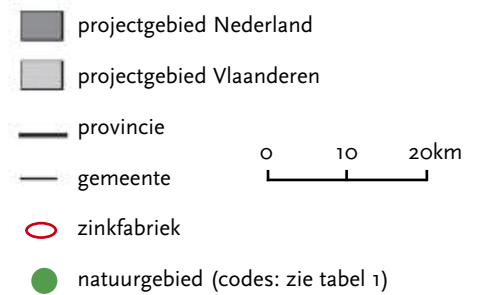 projectgebied Nederland
projectgebied Vlaanderen
provincie
0 10 20km
gemeente
zinkfabriek
natuurgebied (codes: zie tabel 1)